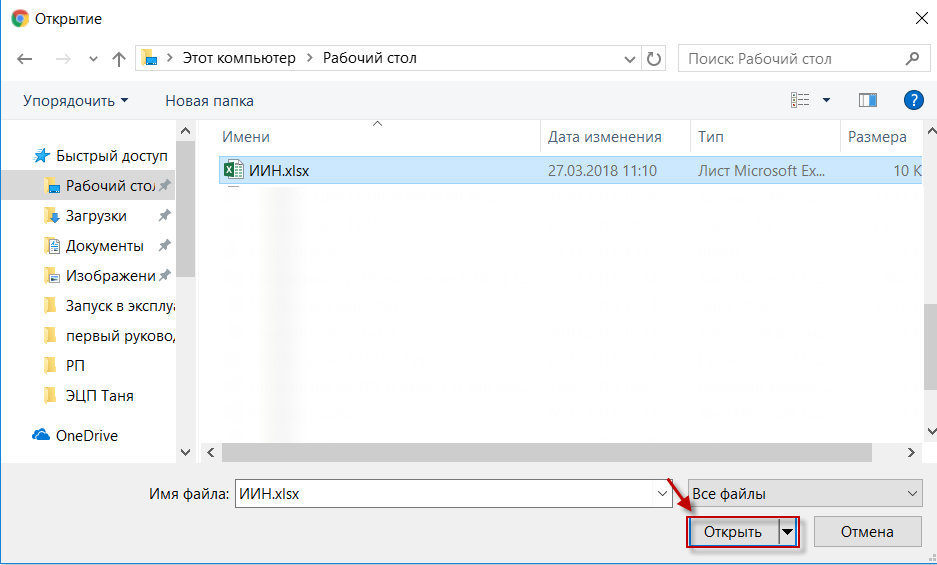 Открытие
Этот компьютер > Рабочий стол
Поиск: Рабочий стол
Упорядочить
Новая папка
?
Имени
Дата изменения
Тип
Размера
Быстрый доступ
ИИН.xlsx
27.03.2018 11:10
Лист Microsoft Ex...
10 К
Рабочий стол
Загрузки
Документы
Изображени
Запуск в эксплуа
первый руковод
РП
ЭЦП Таня
OneDrive
Имя файла:
ИИН.xlsx
Все файлы
Открыть
Отмена